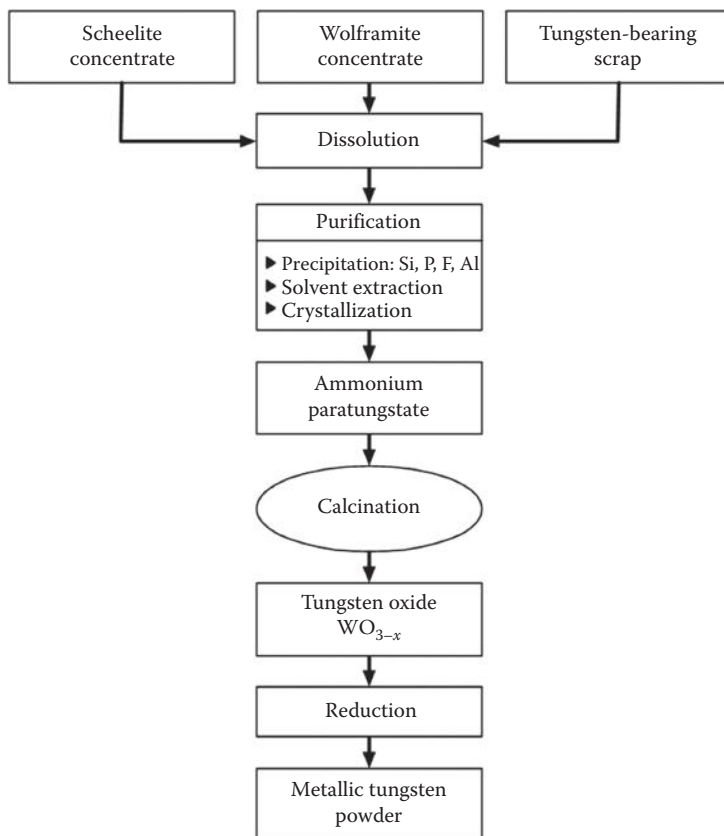 Scheelite
concentrate
Wolframite
concentrate
Tungsten-bearing
scrap
Dissolution
Purification
Precipitation: Si, P, F, Al
Solvent extraction
Crystallization
Ammonium
paratungstate
Calcination
Tungsten oxide
WO₃₋ₓ
Reduction
Metallic tungsten
powder